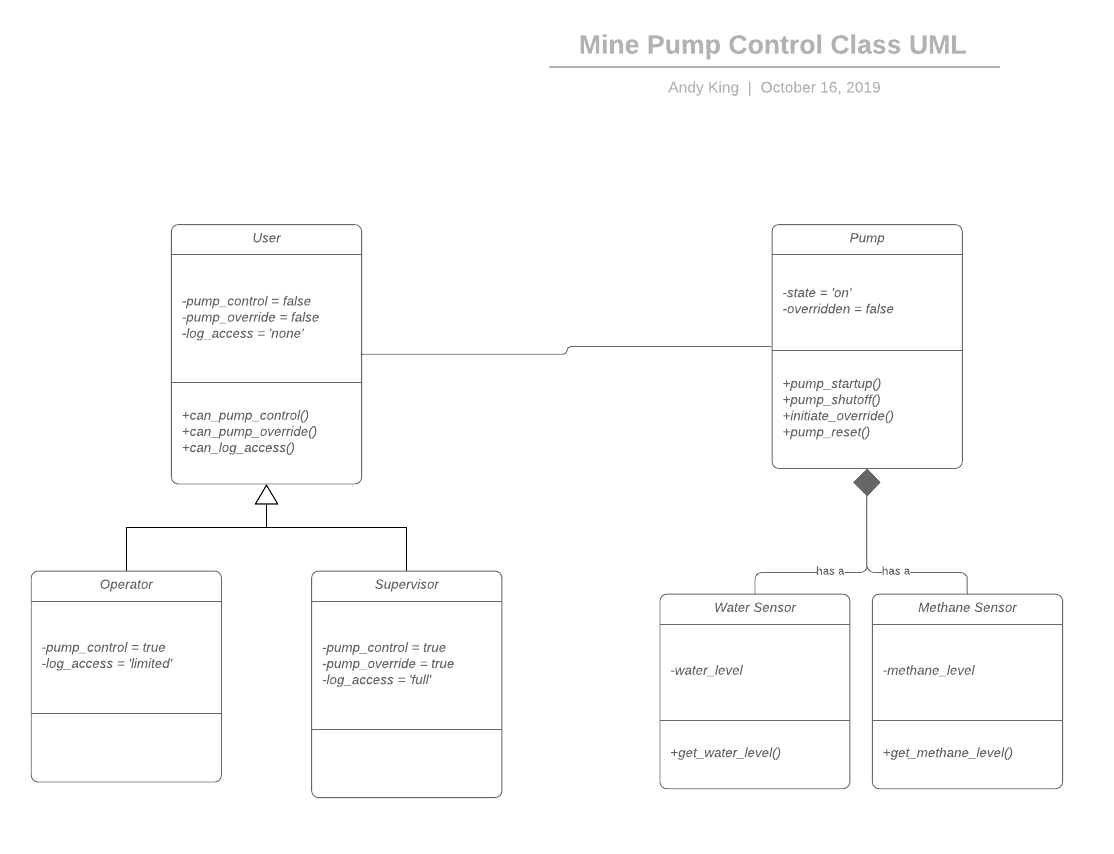 Mine Pump Control Class UML
Andy King | October 16, 2019
User
-pump_control = false
-pump_override = false
-log_access = 'none'
+can_pump_control()
+can_pump_override()
+can_log_access()
Pump
-state = 'on'
-overridden = false
+pump_startup()
+pump_shutoff()
+initiate_override()
+pump_reset()
Operator
-pump_control = true
-log_access = 'limited'
Supervisor
-pump_control = true
-pump_override = true
-log_access = 'full'
has a
has a
Water Sensor
-water_level
+get_water_level()
Methane Sensor
-methane_level
+get_methane_level()